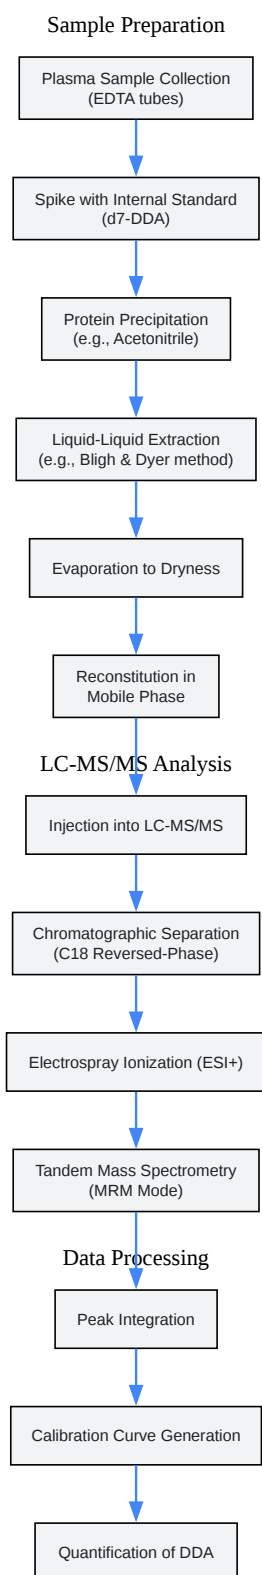 Sample Preparation
Plasma Sample Collection
(EDTA tubes)
Spike with Internal Standard
(d7-DDA)
Protein Precipitation
(e.g., Acetonitrile)
Liquid-Liquid Extraction
(e.g., Bligh & Dyer method)
Evaporation to Dryness
Reconstitution in
Mobile Phase
LC-MS/MS Analysis
Injection into LC-MS/MS
Chromatographic Separation
(C18 Reversed-Phase)
Electrospray Ionization (ESI+)
Tandem Mass Spectrometry
(MRM Mode)
Data Processing
Peak Integration
Calibration Curve Generation
Quantification of DDA